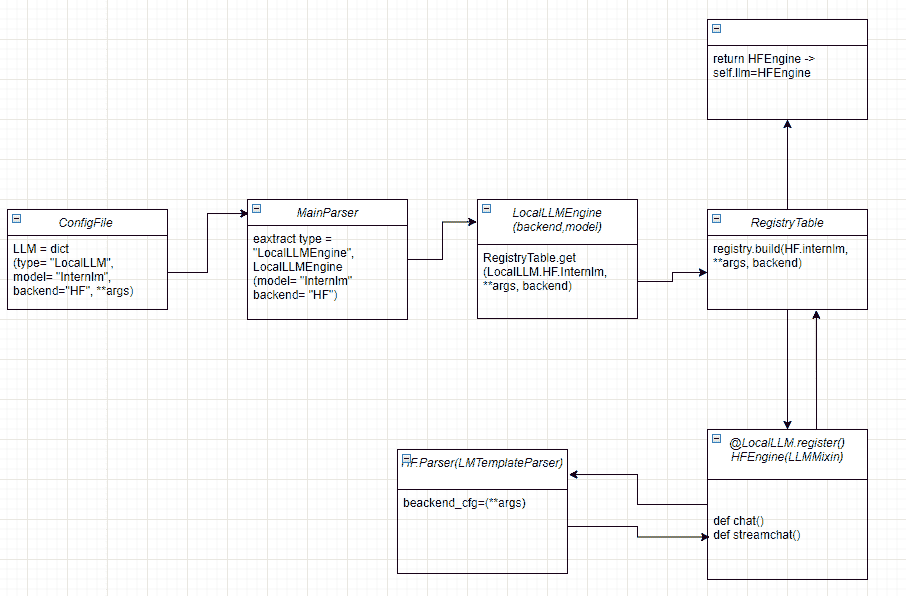 return HFEngine ->
self.llm=HFEngine
ConfigFile
LLM = dict
(type= "LocalLLM",
model= "Internlm",
backend="HF", **args)
MainParser
eaxtract type =
"LocalLLMEngine",
LocalLLMEngine
(model= "Internlm"
backend= "HF")
LocalLLMEngine
(backend,model)
RegistryTable.get
(LocalLLM.HF.Internlm,
**args, backend)
RegistryTable
registry.build(HF.internlm,
**args, backend)
HF.Parser(LMTemplateParser)
beackend_cfg=(**args)
@LocalLLM.register()
HFEngine(LLMMixin)
def chat()
def streamchat()